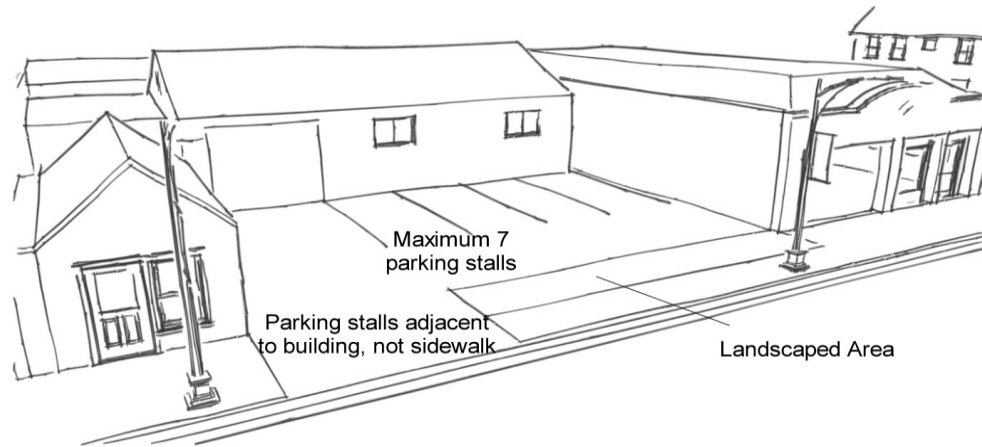 Maximum 7
parking stalls
Parking stalls adjacent
to building, not sidewalk
Landscaped Area